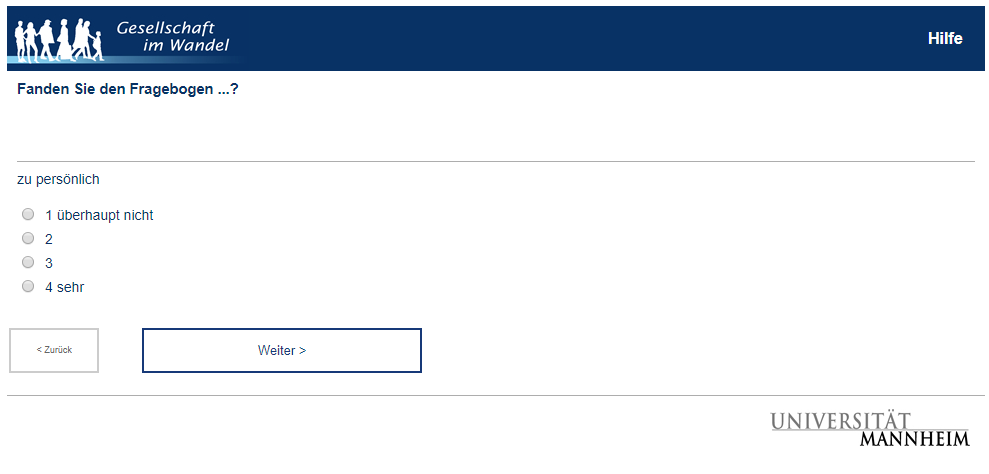 Gesellschaft
im Wandel
Hilfe
Fanden Sie den Fragebogen ...?
zu persönlich
1 überhaupt nicht
2
3
4 sehr
< Zurück
Weiter >
UNIVERSITÄT
MANNHEIM